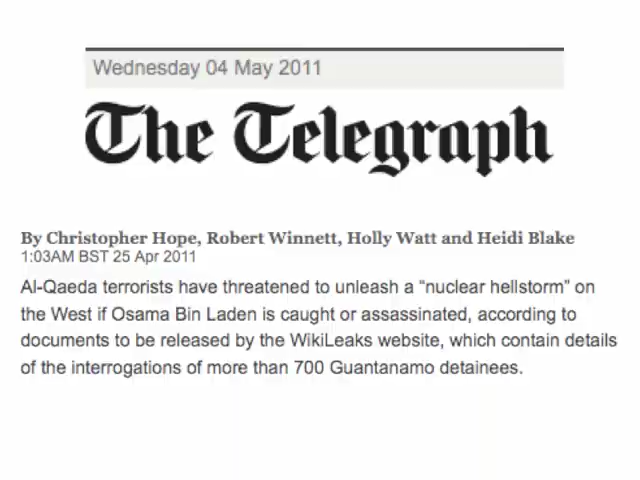 Wednesday 04 May 2011
The Telegraph
By Christopher Hope, Robert Winnett, Holly Watt and Heidi Blake
1:03AM BST 25 Apr 2011
Al-Qaeda terrorists have threatened to unleash a “nuclear hellstorm” on
the West if Osama Bin Laden is caught or assassinated, according to
documents to be released by the WikiLeaks website, which contain details
of the interrogations of more than 700 Guantanamo detainees.